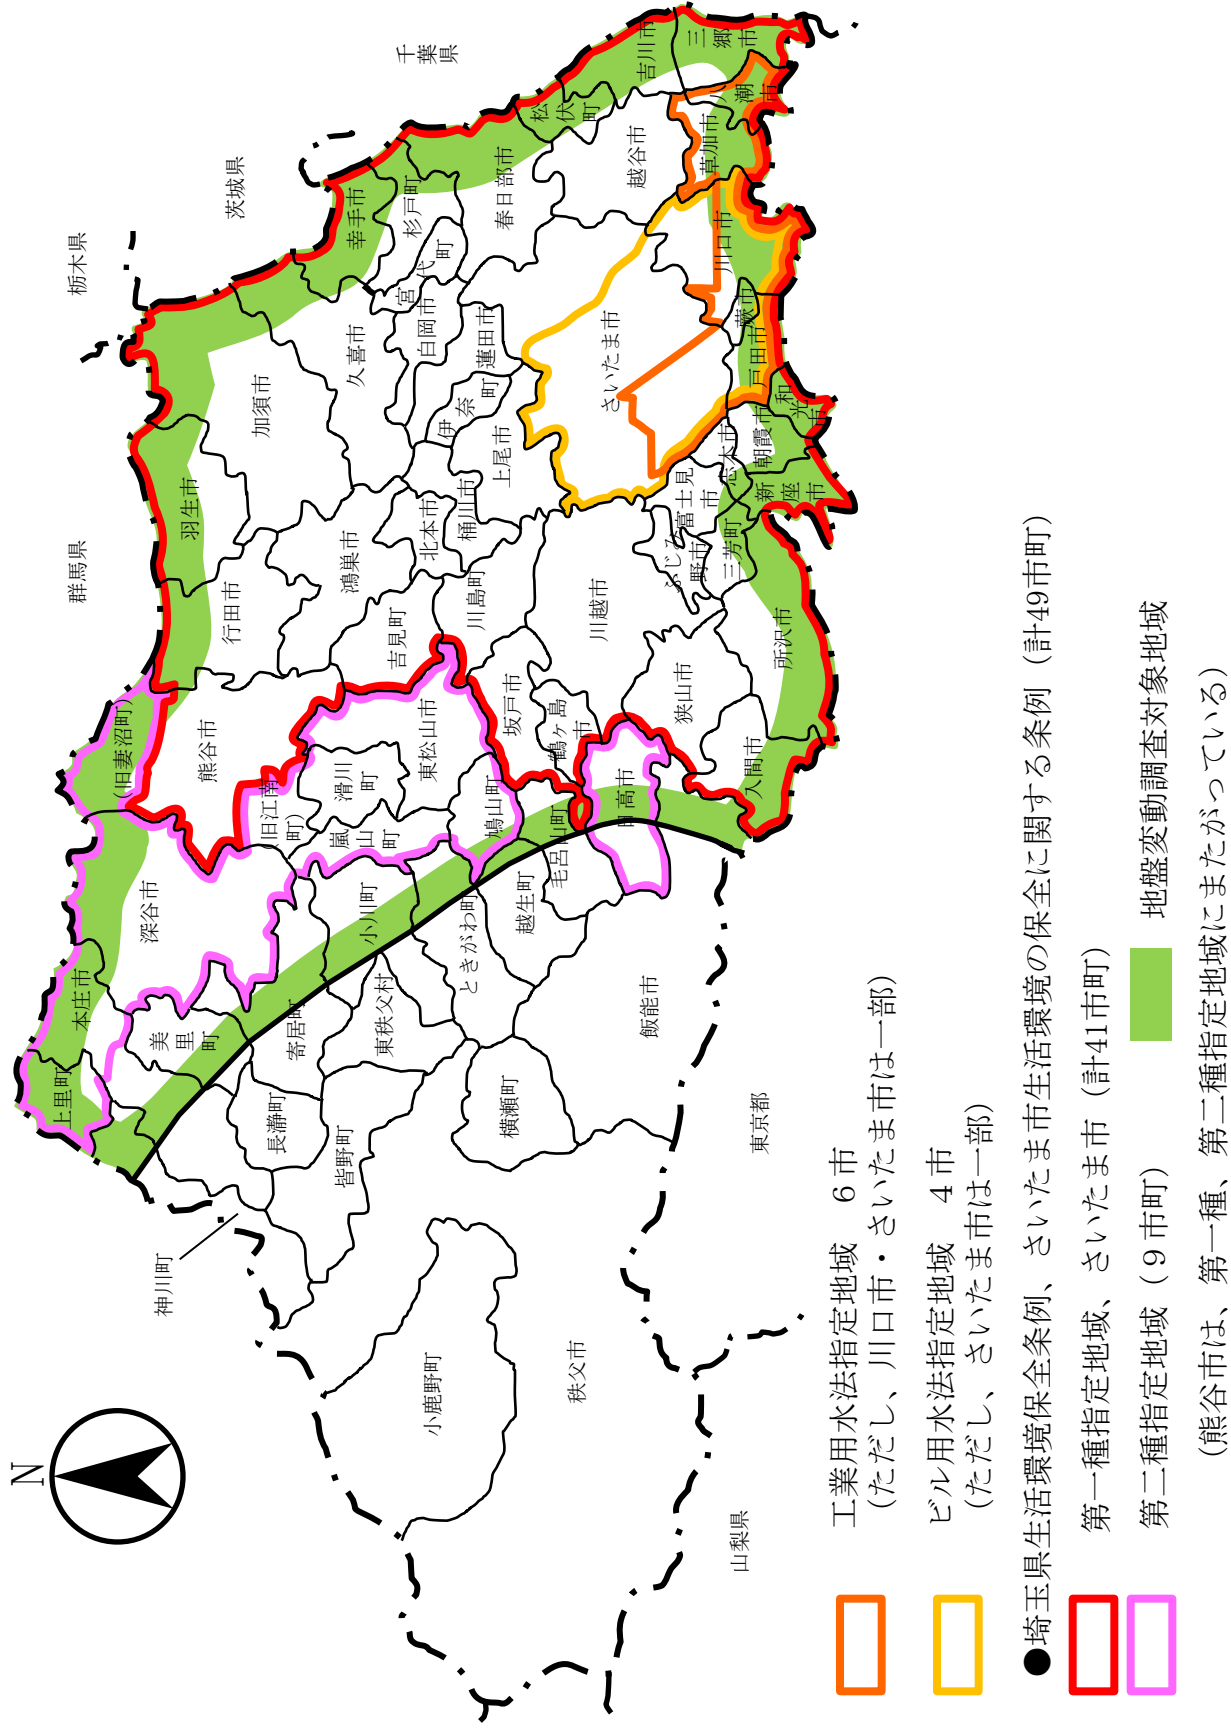 N
栃木県
群馬県
茨城県
千葉県
東京都
山梨県
神川町
上里町
本庄市
美里町
深谷市
(旧妻沼町)
熊谷市
(旧江南町)
行田市
羽生市
加須市
久喜市
幸手市
杉戸町
宮代町
白岡市
蓮田市
伊奈町
上尾市
桶川市
北本市
鴻巣市
吉見町
川島町
東松山市
滑川町
嵐山町
小川町
寄居町
長瀞町
皆野町
東秩父村
ときがわ町
鳩山町
越生町
毛呂山町
坂戸市
鶴ヶ島市
日高市
飯能市
横瀬町
秩父市
小鹿野町
入間市
狭山市
所沢市
川越市
ふじみ野市
三芳町
富士見市
志木市
新座市
朝霞市
和光市
戸田市
蕨市
川口市
さいたま市
春日部市
越谷市
草加市
八潮市
三郷市
吉川市
松伏町
工業用水法指定地域 6市
(ただし、川口市・さいたま市は一部)
ビル用水法指定地域 4市
(ただし、さいたま市は一部)
●埼玉県生活環境保全条例、さいたま市生活環境の保全に関する条例(計49市町)
第一種指定地域、さいたま市(計41市町)
第二種指定地域(9市町)
地盤変動調査対象地域
(熊谷市は、第一種、第二種指定地域にまたがっている)